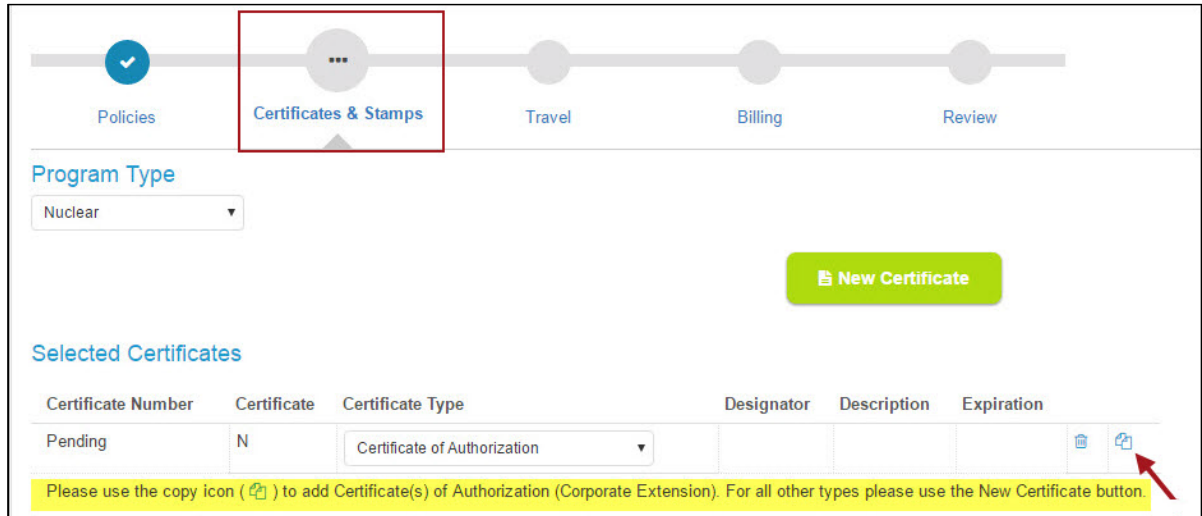 Policies
Certificates & Stamps
Travel
Billing
Review
Program Type
Nuclear
New Certificate
Selected Certificates
Certificate Number Certificate Certificate Type Designator Description Expiration
Pending N Certificate of Authorization
Please use the copy icon ( ) to add Certificate(s) of Authorization (Corporate Extension). For all other types please use the New Certificate button.